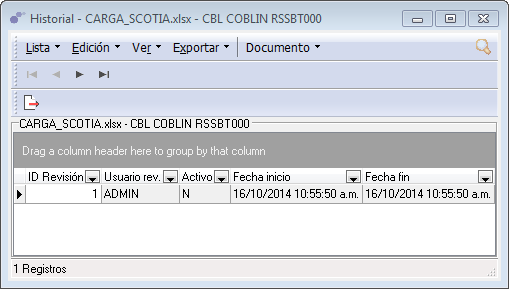 Historial - CARGA_SCOTIA.xlsx - CBL COBLIN RSSBT000
Lista Edición Ver Exportar Documento
CARGA_SCOTIA.xlsx - CBL COBLIN RSSBT000
Drag a column header here to group by that column
ID Revisión Usuario rev. Activo Fecha inicio Fecha fin
1 ADMIN N 16/10/2014 10:55:50 a.m. 16/10/2014 10:55:50 a.m.
1 Registros